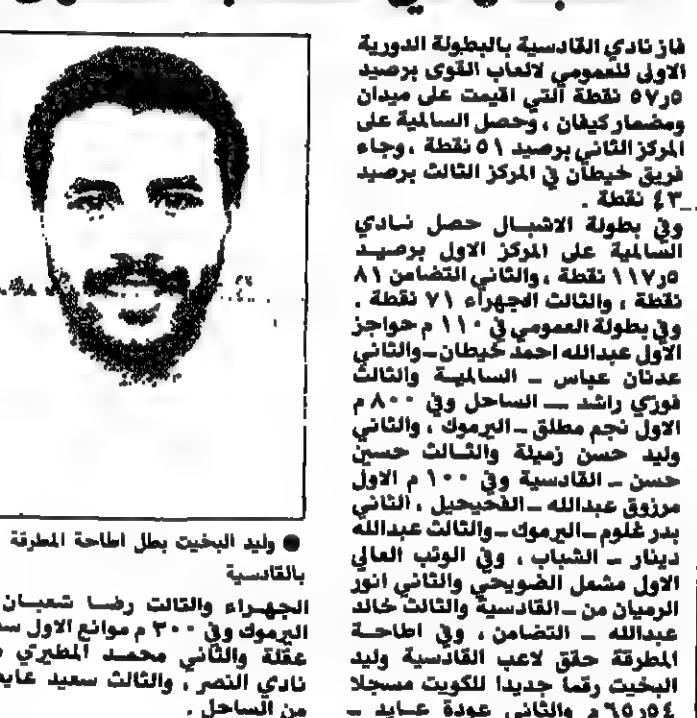 فاز نادي القادسية بالبطولة الدورية
الاولى للعمومي لالعاب القوى برصيد
٥ر٥٧ نقطة التي اقيمت على ميدان
ومضمار كيفان ، وحصل السالمية على
المركز الثاني برصيد ٥١ نقطة ، وجاء
فريق خيطان في المركز الثالث برصيد
٤٣ نقطة .
وفي بطولة الاشبال حصل نادي
السالمية على المركز الاول برصيد
٥ر١١٧ نقطة ، والثاني التضامن ٨١
نقطة ، والثالث الجهراء ٧١ نقطة .
وفي بطولة العمومي في ١١٠ م حواجز
الاول عبدالله احمد خيطان ـ والثاني
عدنان عباس ـ السالمية والثالث
فوزي راشد ـ الساحل وفي ٨٠٠ م
الاول نجم مطلق ـ اليرموك ، والثاني
وليد حسن زميلة والثالث حسين
حسن ـ القادسية وفي ١٠٠ م الاول
مرزوق عبدالله ـ الفحيحيل ، الثاني
بدر غلوم ـ اليرموك ـ والثالث عبدالله
دينار ـ الشباب ، وفي الوثب العالي
الاول مشعل الضويحي والثاني انور
الرميان من ـ القادسية والثالث خالد
عبدالله ـ التضامن ، وفي اطاحة
المطرقة حقق لاعب القادسية وليد
البخيت رقما جديدا للكويت مسجلا
٥٤ر٦٥ م والثاني عودة عايد ـ
● وليد البخيت بطل اطاحة المطرقة
بالقادسية
الجهراء والثالث رضا شعبان
اليرموك وفي ٣٠٠ م موانع الاول
عقلة والثاني محمد المطيري
نادي النصر ، والثالث سعيد
من الساحل .